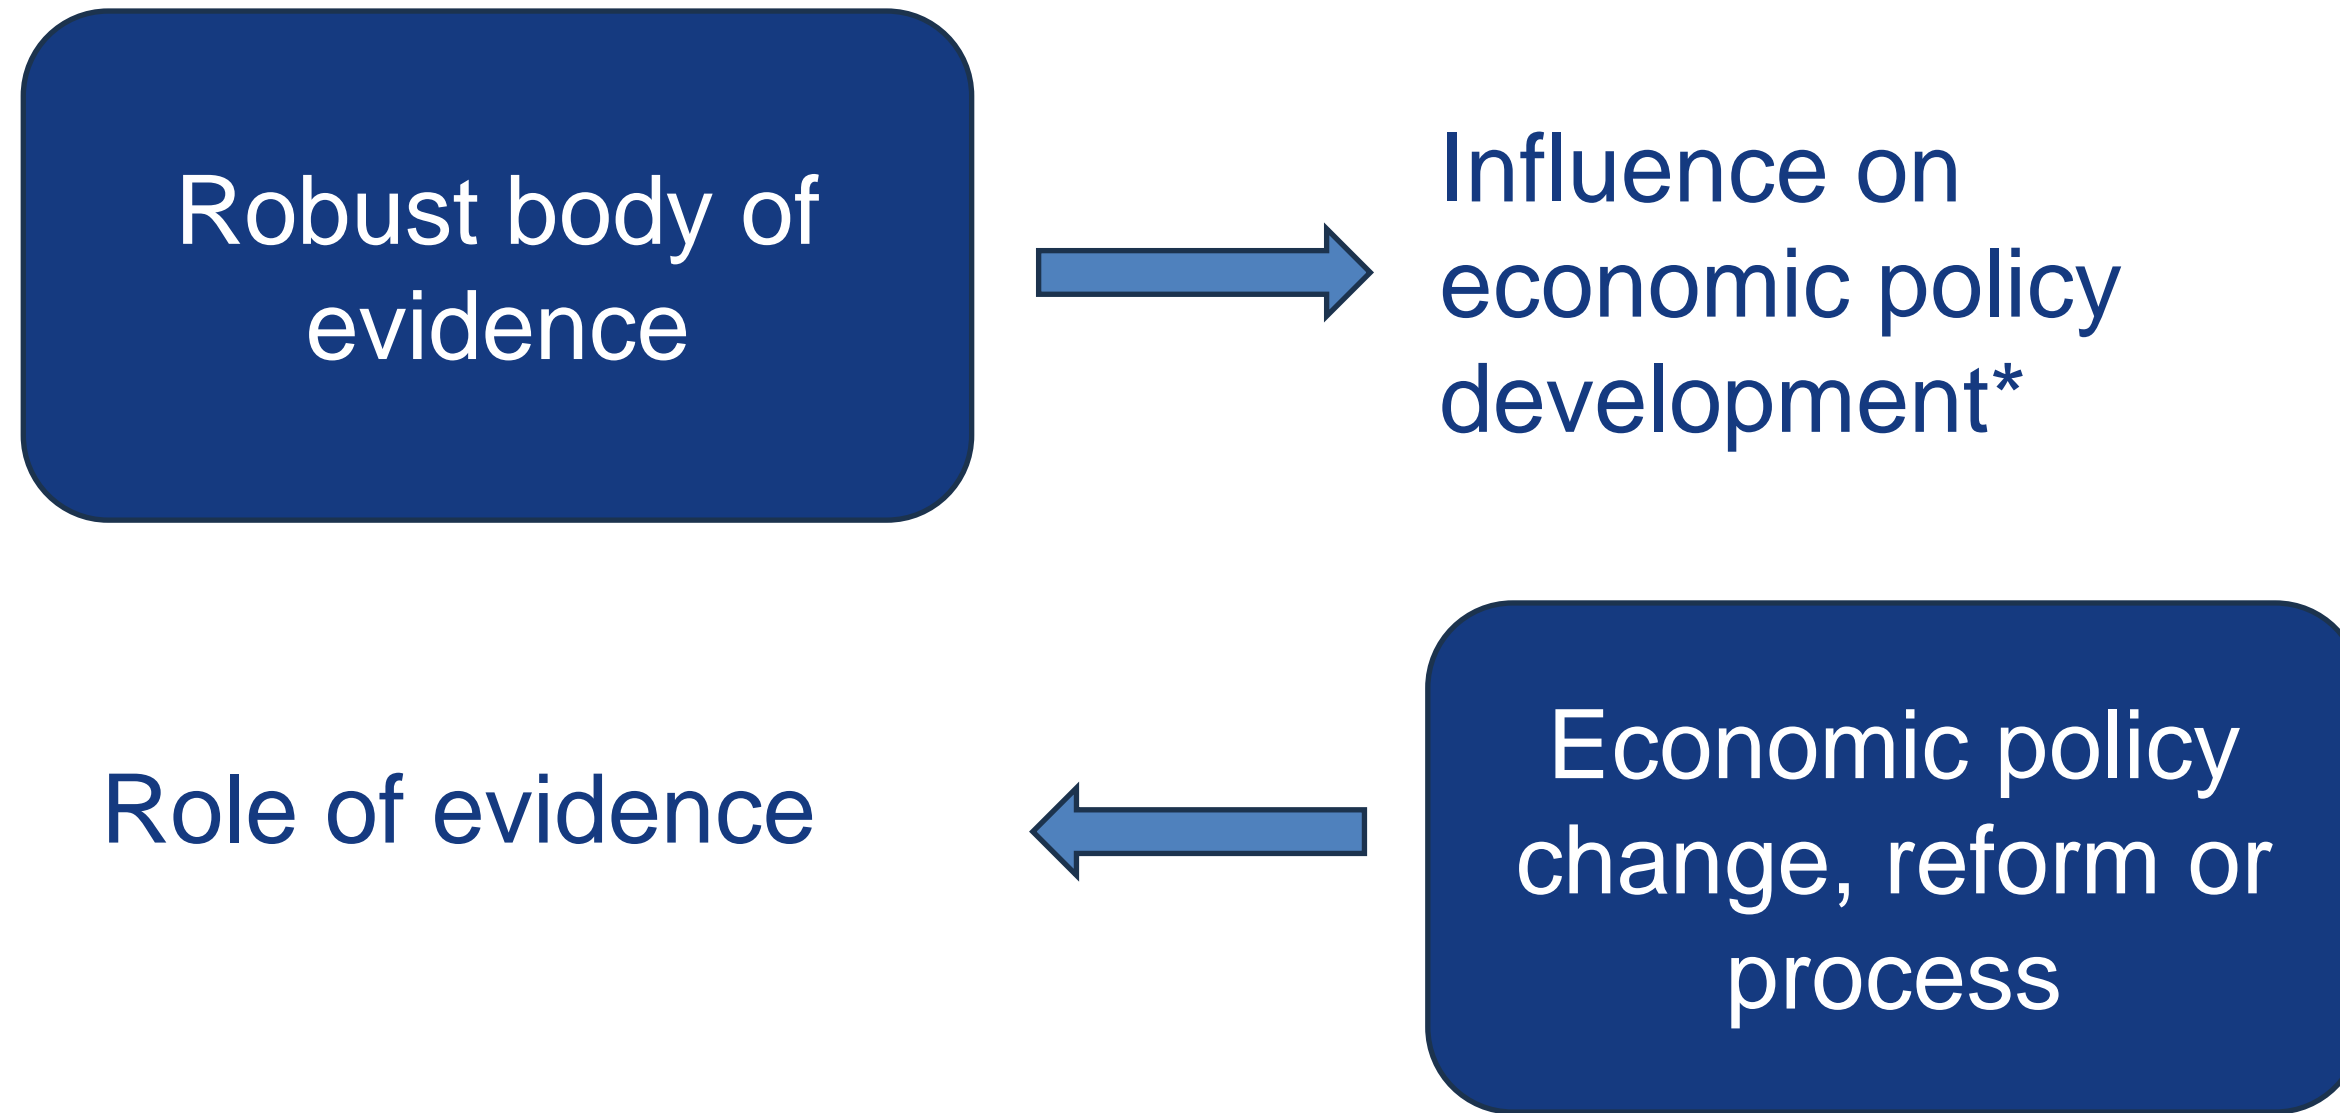 Robust body of
evidence
Influence on
economic policy
development*
Role of evidence
Economic policy
change, reform or
process